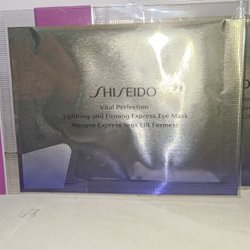 SHISEIDO
Vital Perfection
Uplifting and Firming Express Eye Mask
Masque Express Yeux Lift Fermeté